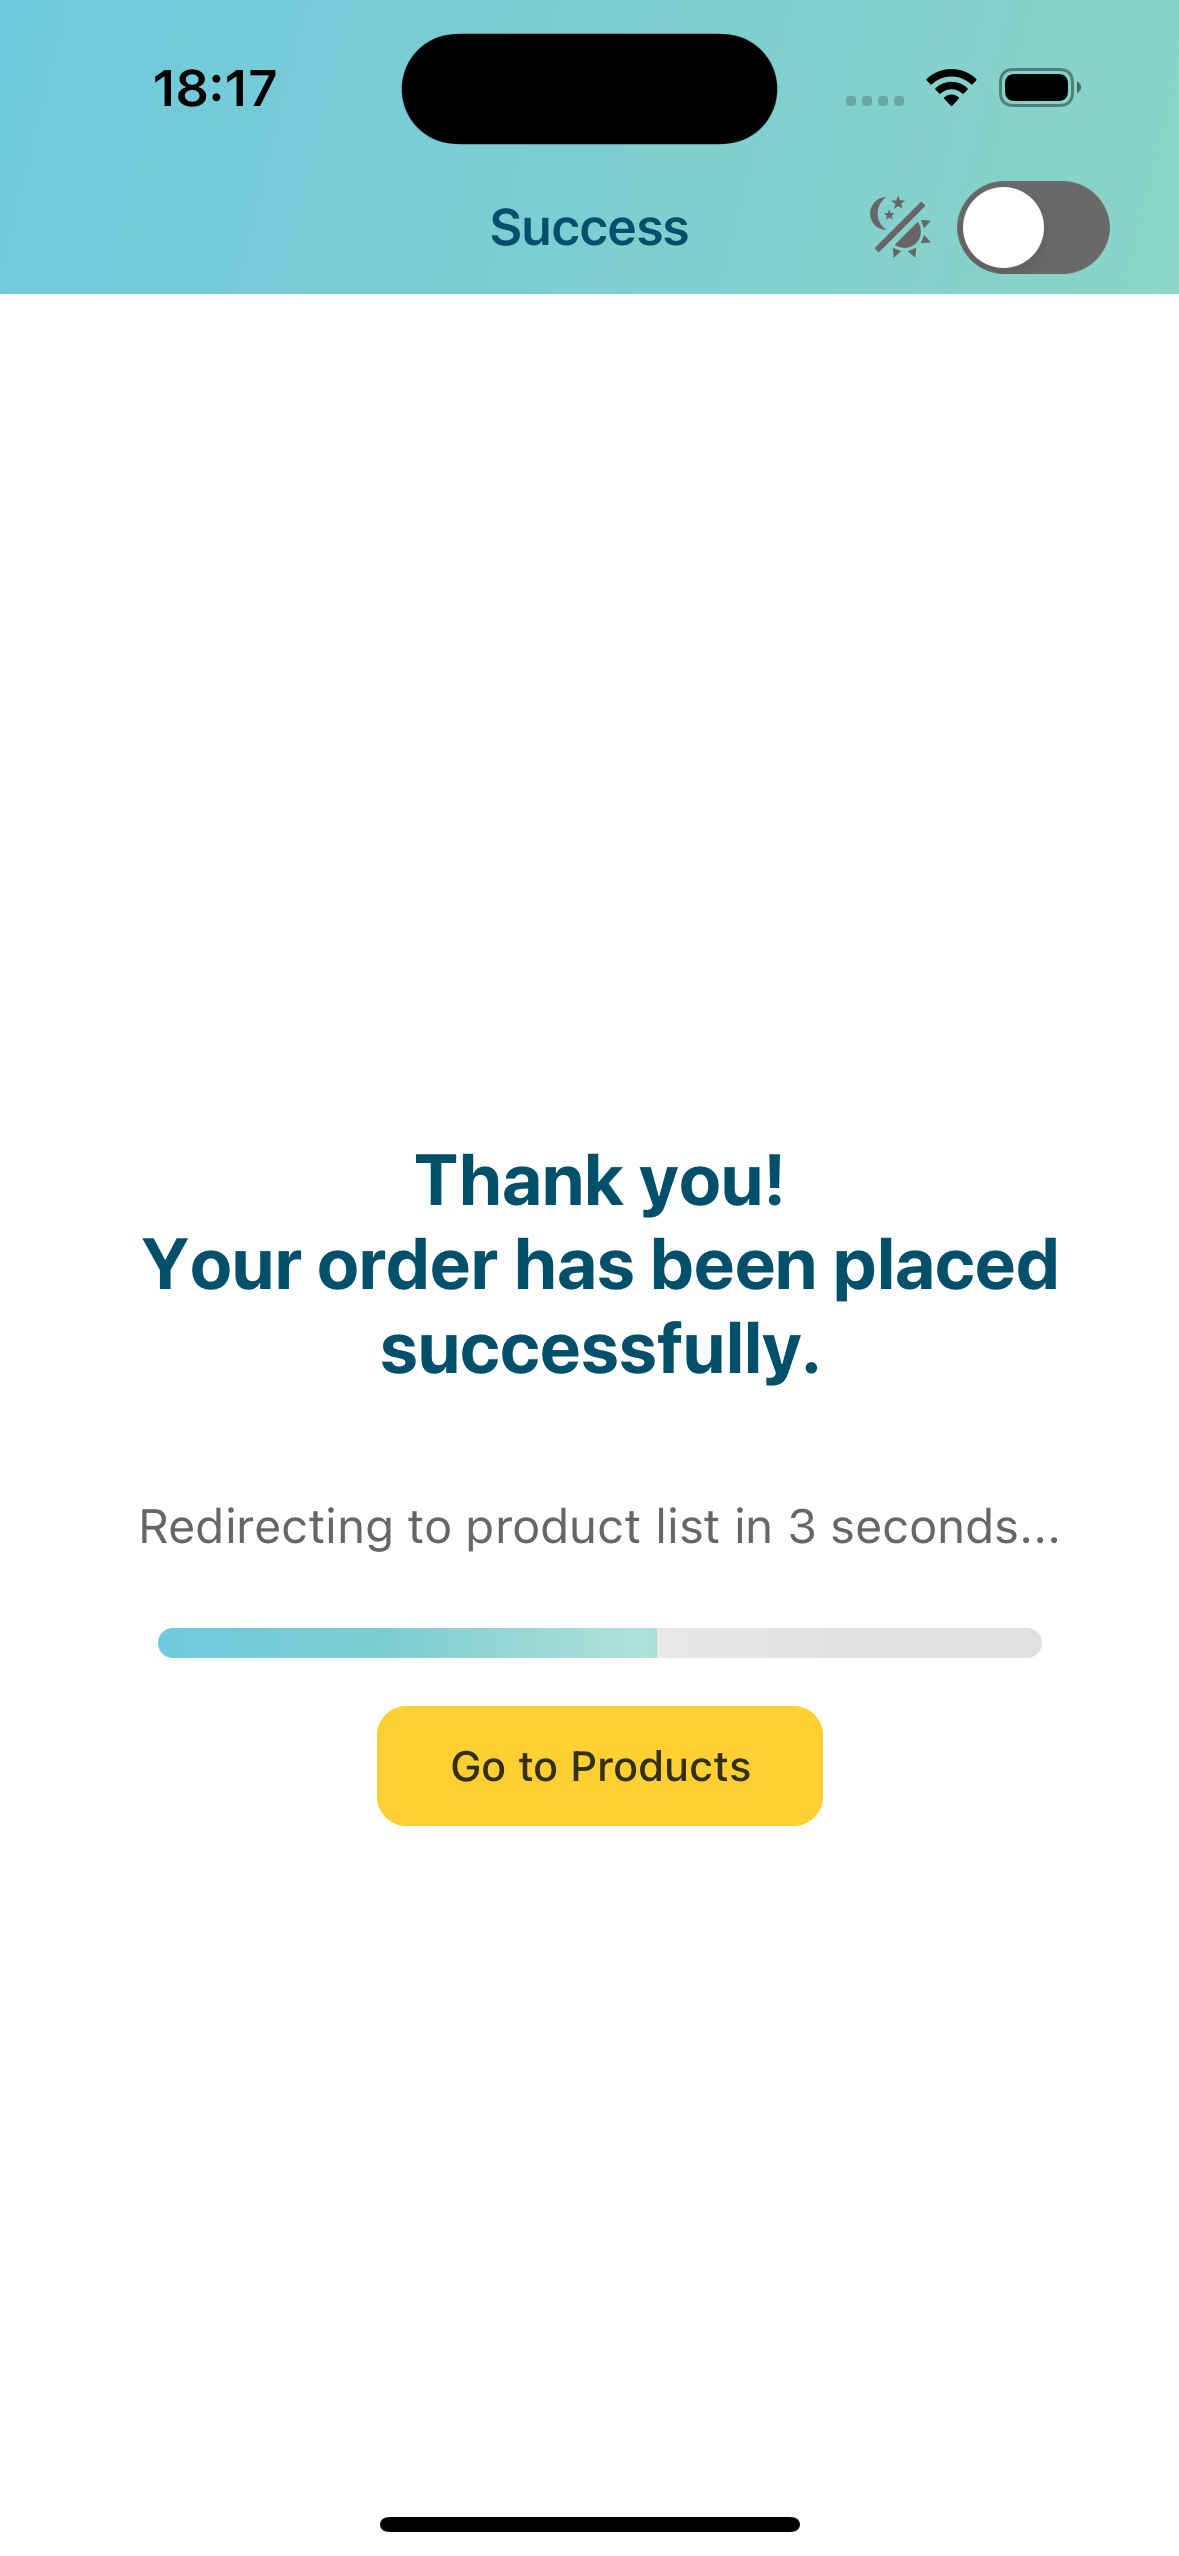 18:17
Success
Thank you!
Your order has been placed
successfully.
Redirecting to product list in 3 seconds...
Go to Products